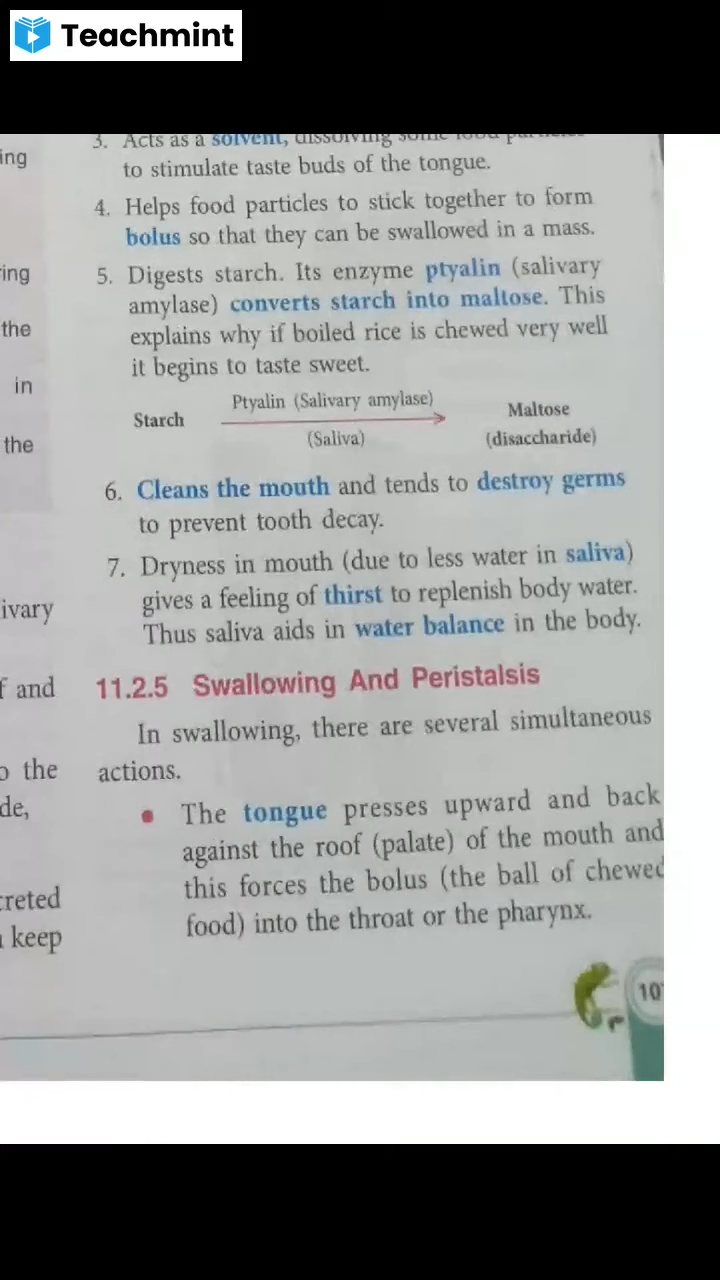 Teachmint
ing
ring
the
in
the
ivary
f and
o the
de,
creted
keep
3. Acts as a solvent, dissolving some food particles
to stimulate taste buds of the tongue.
4. Helps food particles to stick together to form
bolus so that they can be swallowed in a mass.
5. Digests starch. Its enzyme ptyalin (salivary
amylase) converts starch into maltose. This
explains why if boiled rice is chewed very well
it begins to taste sweet.
Ptyalin (Salivary amylase)
Starch
(Saliva)
Maltose
(disaccharide)
6. Cleans the mouth and tends to destroy germs
to prevent tooth decay.
7. Dryness in mouth (due to less water in saliva)
gives a feeling of thirst to replenish body water.
Thus saliva aids in water balance in the body.
11.2.5 Swallowing And Peristalsis
In swallowing, there are several simultaneous
actions.
• The tongue presses upward and back
against the roof (palate) of the mouth and
this forces the bolus (the ball of chewed
food) into the throat or the pharynx.
10